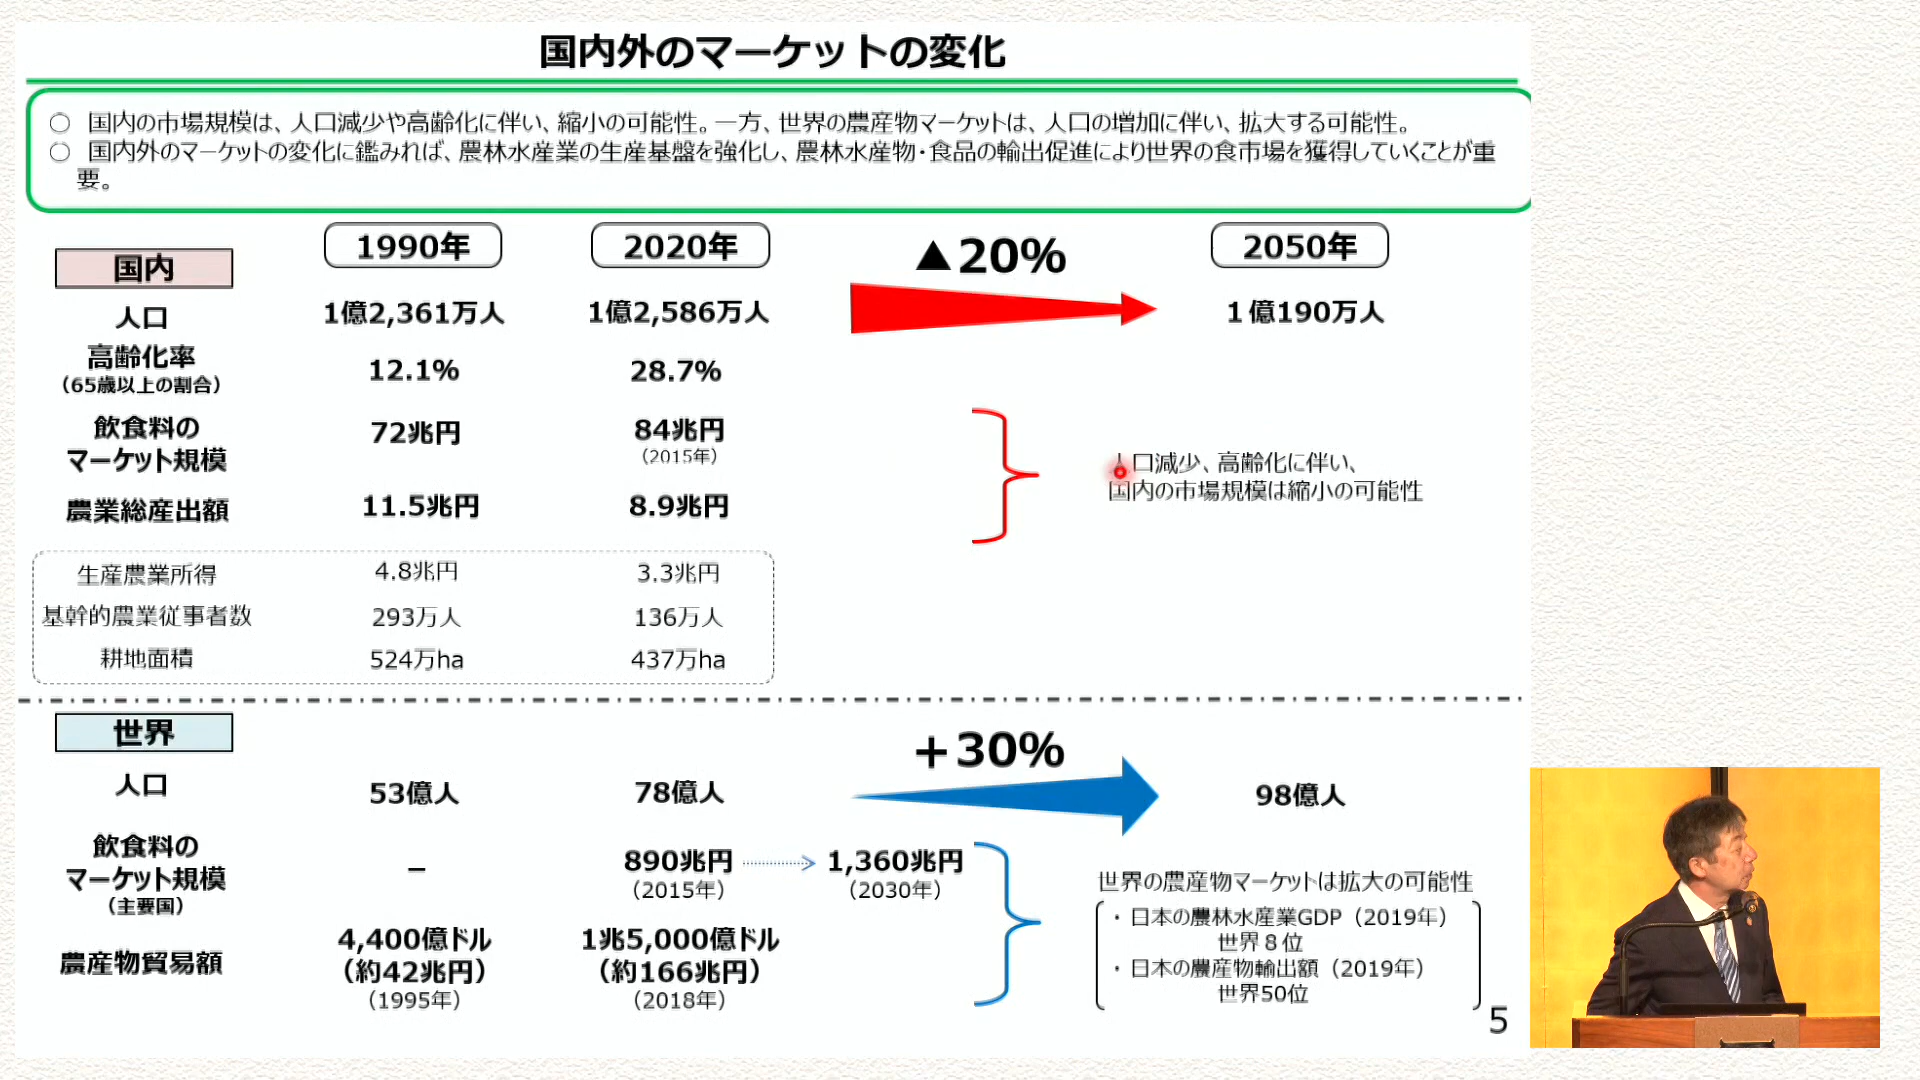 国内外のマーケットの変化
○ 国内の市場規模は、人口減少や高齢化に伴い、縮小の可能性。一方、世界の農産物マーケットは、人口の増加に伴い、拡大する可能性。
○ 国内外のマーケットの変化に鑑みれば、農林水産業の生産基盤を強化し、農林水産物・食品の輸出促進により世界の食市場を獲得していくことが重
要。
国内 1990年 2020年 ▲20% 2050年
人口 1億2,361万人 1億2,586万人 1億190万人
高齢化率 12.1% 28.7%
（65歳以上の割合）
飲食料の
マーケット規模 72兆円 84兆円
（2015年）
農業総産出額 11.5兆円 8.9兆円
人口減少、高齢化に伴い、
国内の市場規模は縮小の可能性
生産農業所得 4.8兆円 3.3兆円
基幹的農業従事者数 293万人 136万人
耕地面積 524万ha 437万ha
世界 ＋30%
人口 53億人 78億人 98億人
飲食料の
マーケット規模 － 890兆円 1,360兆円
（主要国） （2015年） （2030年）
農産物貿易額 4,400億ドル 1兆5,000億ドル
（約42兆円） （約166兆円）
（1995年） （2018年）
世界の農産物マーケットは拡大の可能性
・日本の農林水産業GDP（2019年）
世界８位
・日本の農産物輸出額（2019年）
世界50位
5